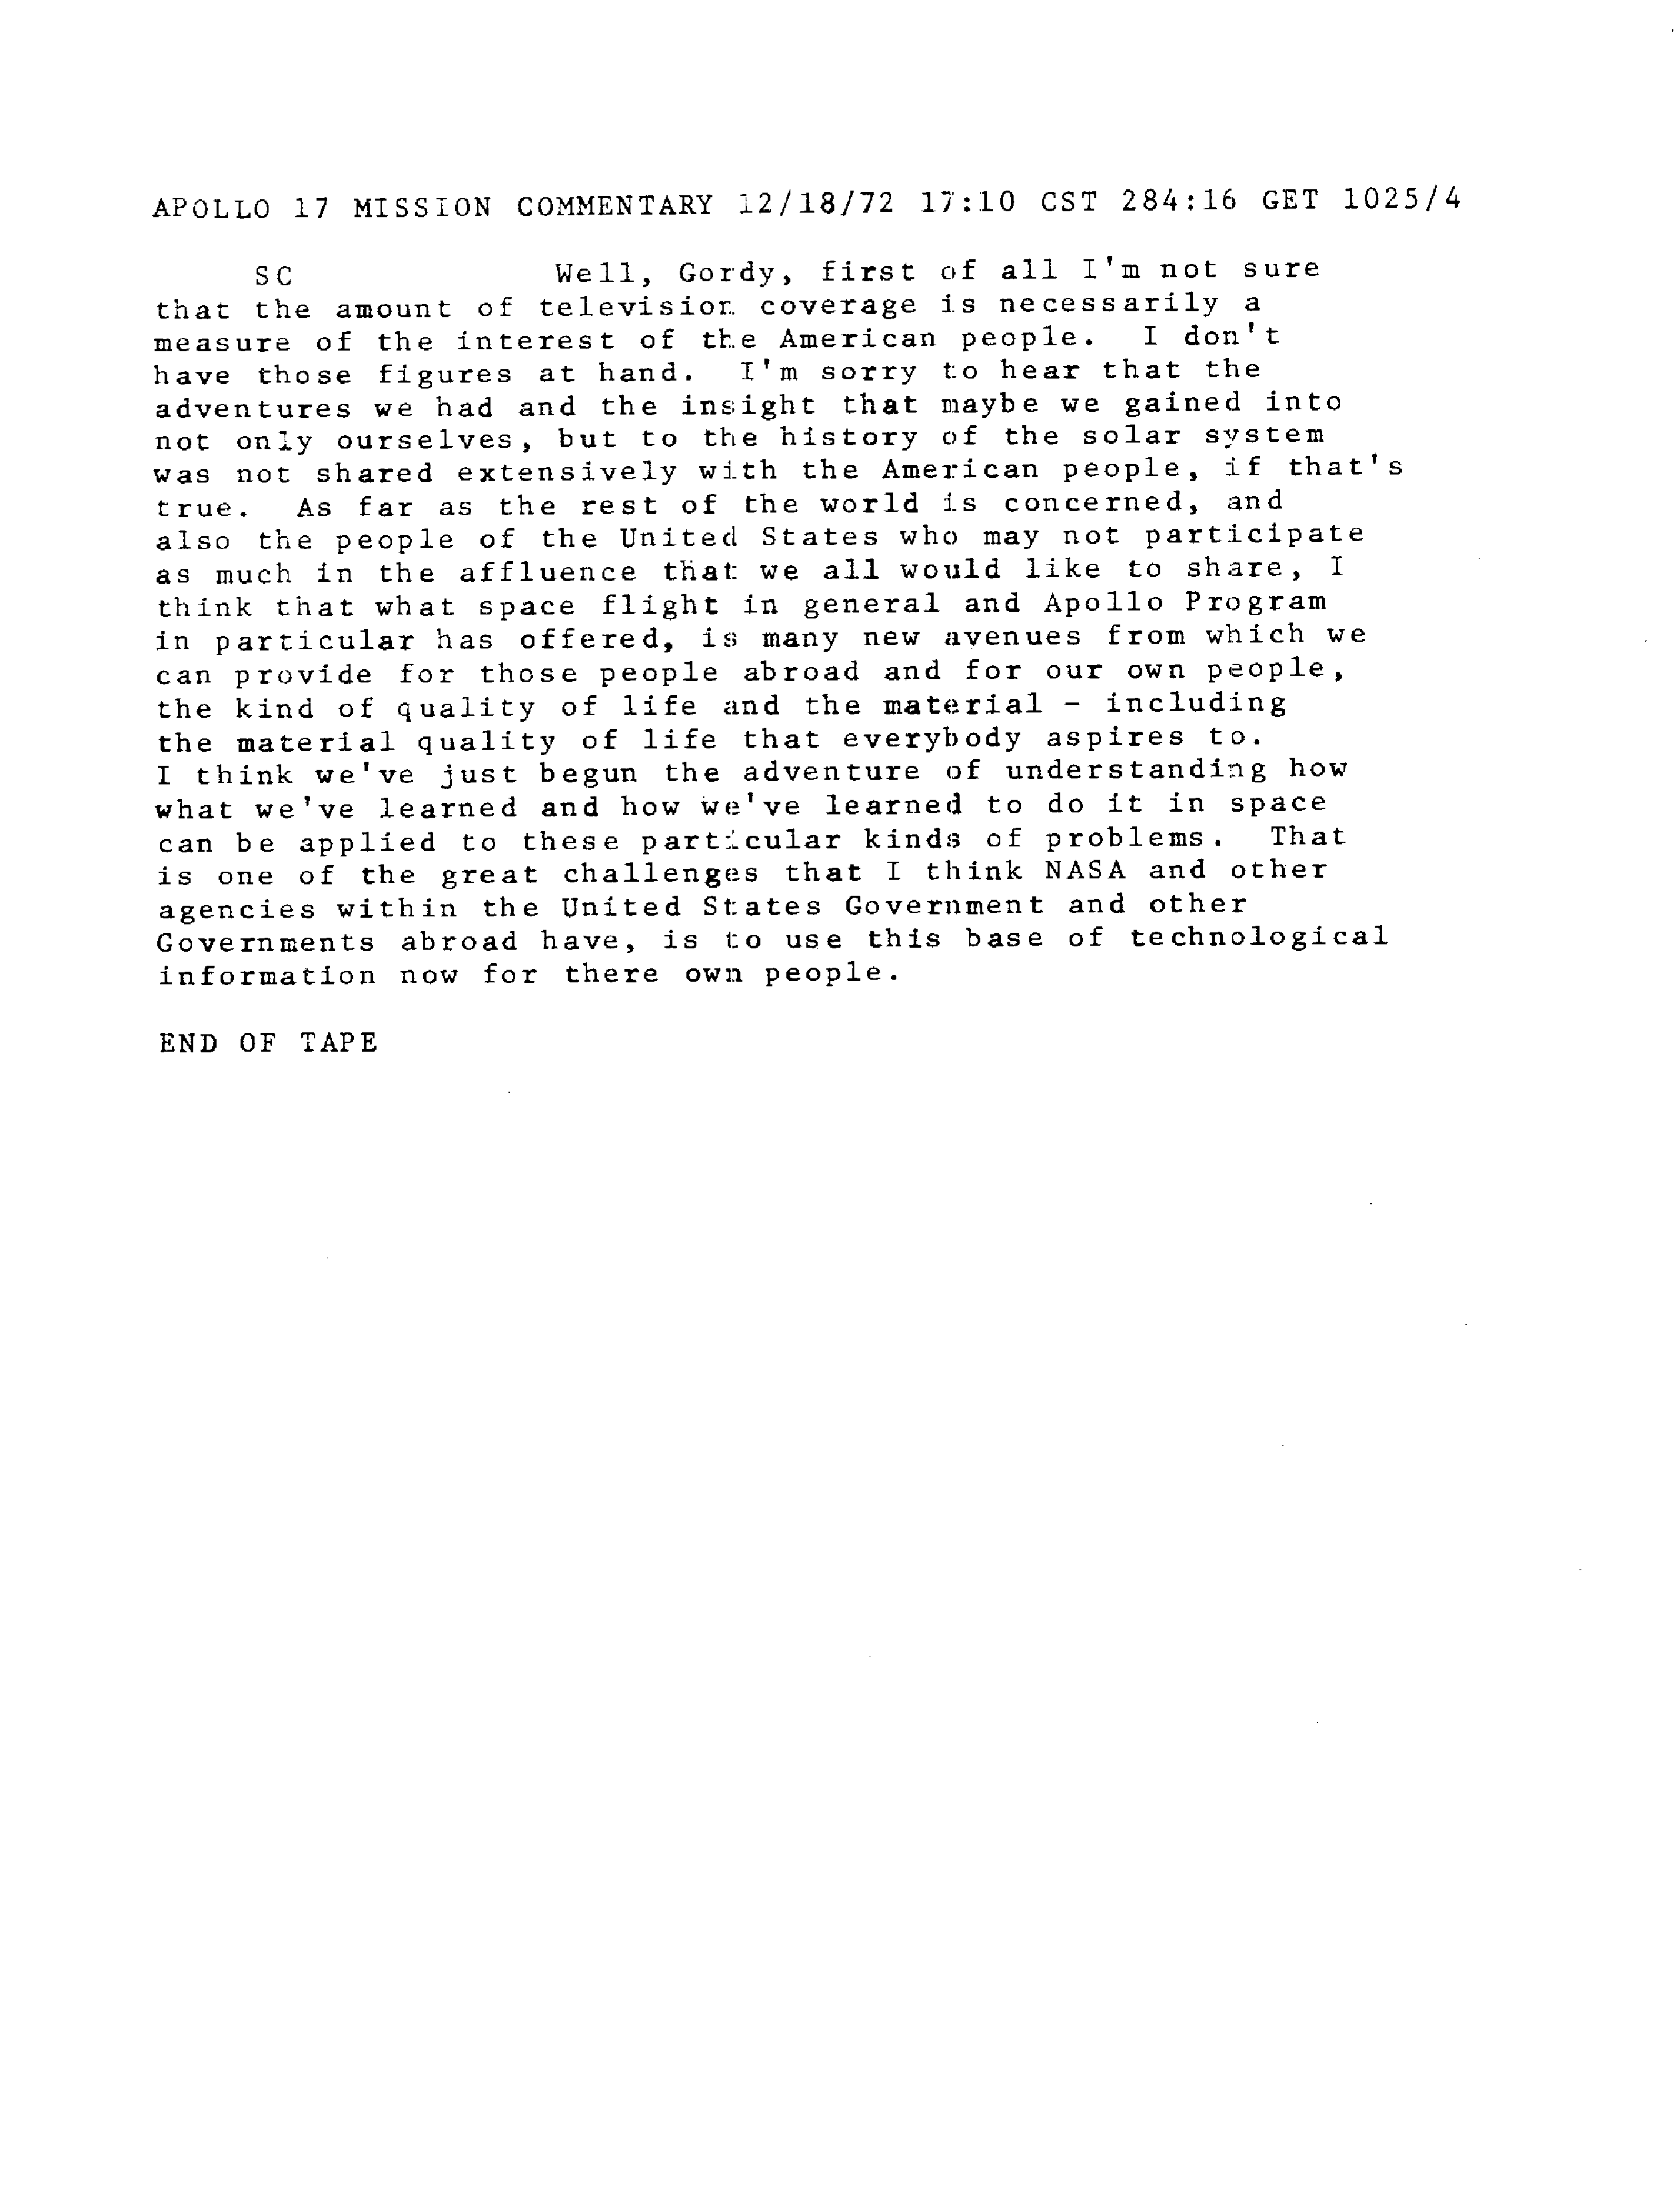 APOLLO 17 MISSION COMMENTARY 12/18/72 17:10 CST 284:16 GET 1025/4
SC Well, Gordy, first of all I'm not sure
that the amount of television coverage is necessarily a
measure of the interest of the American people. I don't
have those figures at hand. I'm sorry to hear that the
adventures we had and the insight that maybe we gained into
not only ourselves, but to the history of the solar system
was not shared extensively with the American people, if that's
true. As far as the rest of the world is concerned, and
also the people of the United States who may not participate
as much in the affluence that we all would like to share, I
think that what space flight in general and Apollo Program
in particular has offered, is many new avenues from which we
can provide for those people abroad and for our own people,
the kind of quality of life and the material - including
the material quality of life that everybody aspires to.
I think we've just begun the adventure of understanding how
what we've learned and how we've learned to do it in space
can be applied to these particular kinds of problems. That
is one of the great challenges that I think NASA and other
agencies within the United States Government and other
Governments abroad have, is to use this base of technological
information now for there own people.
END OF TAPE